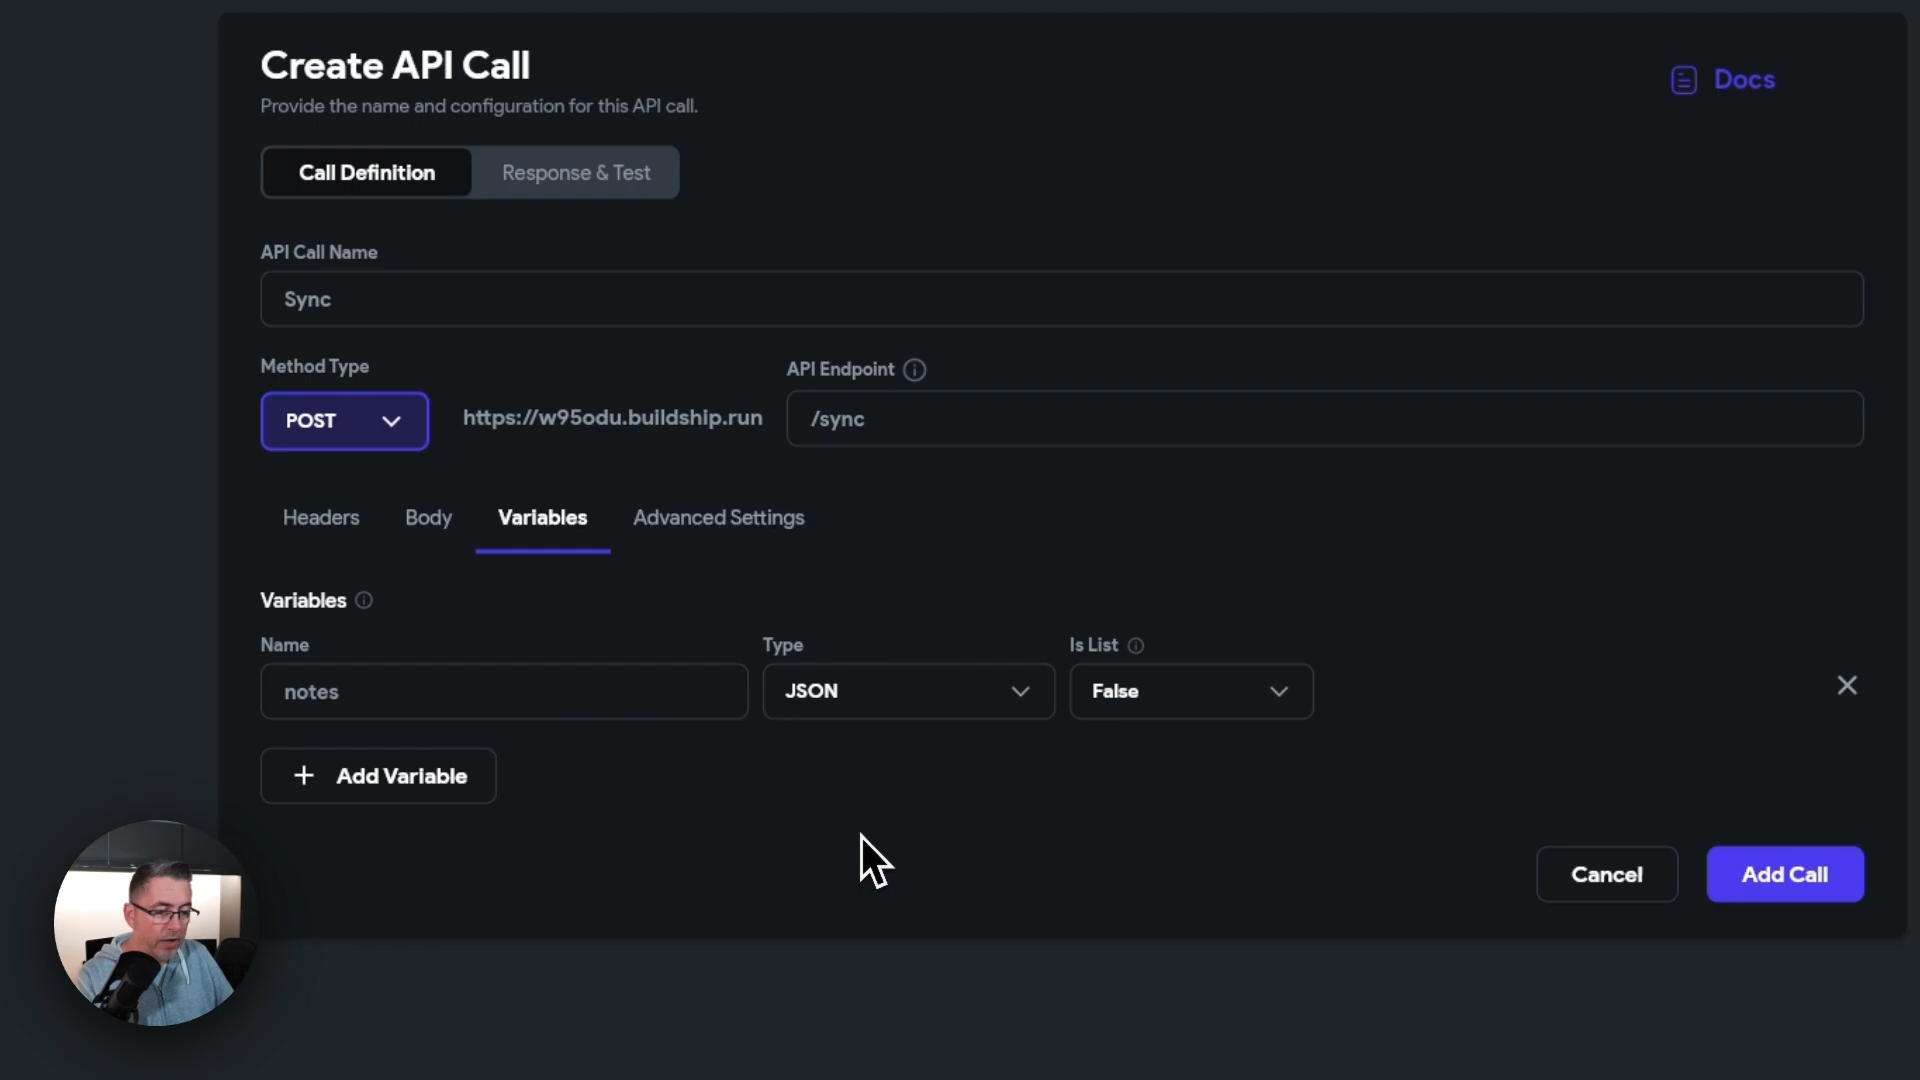 Create API Call
Docs
Provide the name and configuration for this API call.
Call Definition
Response & Test
API Call Name
Sync
Method Type
API Endpoint
POST
https://w95odu.buildship.run
/sync
Headers
Body
Variables
Advanced Settings
Variables
Name
Type
Is List
notes
JSON
False
Add Variable
Cancel
Add Call